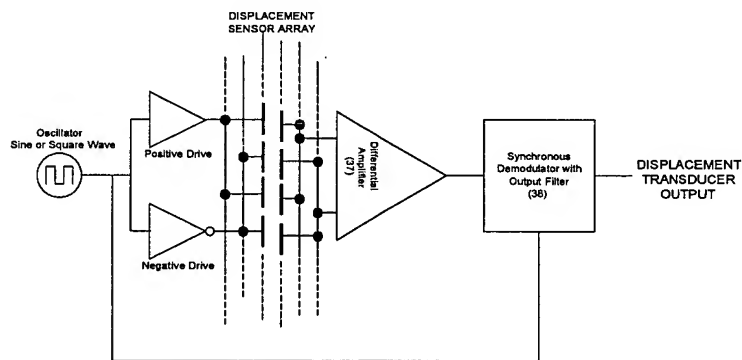 DISPLACEMENT
SENSOR ARRAY
Oscillator
Sine or Square Wave
Positive Drive
Negative Drive
Differential
Amplifier
(37)
Synchronous
Demodulator with
Output Filter
(38)
DISPLACEMENT
TRANSDUCER
OUTPUT